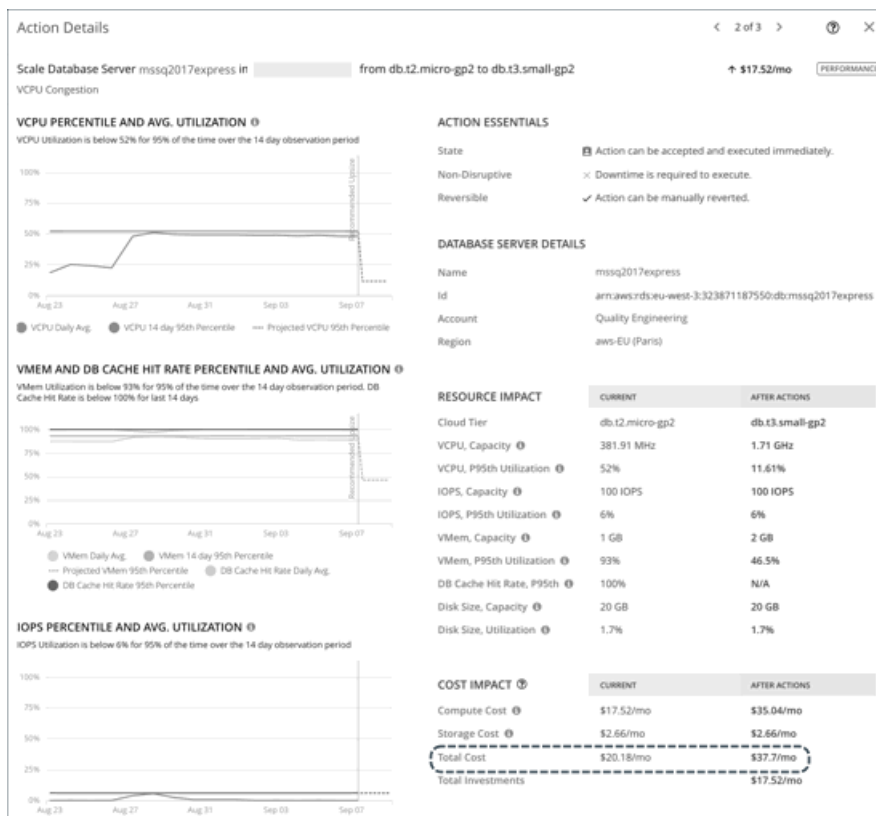 Action Details
2 of 3
Scale Database Server mssq2017express in from db.t2.micro-gp2 to db.t3.small-gp2
↑ $17.52/mo
PERFORMANCE
VCPU Congestion
VCPU PERCENTILE AND AVG. UTILIZATION
VCPU Utilization is below 52% for 95% of the time over the 14 day observation period
100%
75%
50%
25%
0%
Recommended Upsize
Aug 23 Aug 27 Aug 31 Sep 03 Sep 07
VCPU Daily Avg. VCPU 14 day 95th Percentile Projected VCPU 95th Percentile
VMEM AND DB CACHE HIT RATE PERCENTILE AND AVG. UTILIZATION
VMem Utilization is below 93% for 95% of the time over the 14 day observation period. DB
Cache Hit Rate is below 100% for last 14 days
100%
75%
50%
25%
0%
Recommended Upsize
Aug 23 Aug 27 Aug 31 Sep 03 Sep 07
VMem Daily Avg. VMem 14 day 95th Percentile
Projected VMem 95th Percentile DB Cache Hit Rate Daily Avg.
DB Cache Hit Rate 95th Percentile
IOPS PERCENTILE AND AVG. UTILIZATION
IOPS Utilization is below 6% for 95% of the time over the 14 day observation period
100%
75%
50%
25%
0%
Aug 23 Aug 27 Aug 31 Sep 03 Sep 07
ACTION ESSENTIALS
State Action can be accepted and executed immediately.
Non-Disruptive Downtime is required to execute.
Reversible Action can be manually reverted.
DATABASE SERVER DETAILS
Name mssq2017express
Id arn:aws:rds:eu-west-3:323871187550:db:mssq2017express
Account Quality Engineering
Region aws-EU (Paris)
RESOURCE IMPACT CURRENT AFTER ACTIONS
Cloud Tier db.t2.micro-gp2 db.t3.small-gp2
VCPU, Capacity 381.91 MHz 1.71 GHz
VCPU, P95th Utilization 52% 11.61%
IOPS, Capacity 100 IOPS 100 IOPS
IOPS, P95th Utilization 6% 6%
VMem, Capacity 1 GB 2 GB
VMem, P95th Utilization 93% 46.5%
DB Cache Hit Rate, P95th 100% N/A
Disk Size, Capacity 20 GB 20 GB
Disk Size, Utilization 1.7% 1.7%
COST IMPACT CURRENT AFTER ACTIONS
Compute Cost $17.52/mo $35.04/mo
Storage Cost $2.66/mo $2.66/mo
Total Cost $20.18/mo $37.7/mo
Total Investments $17.52/mo